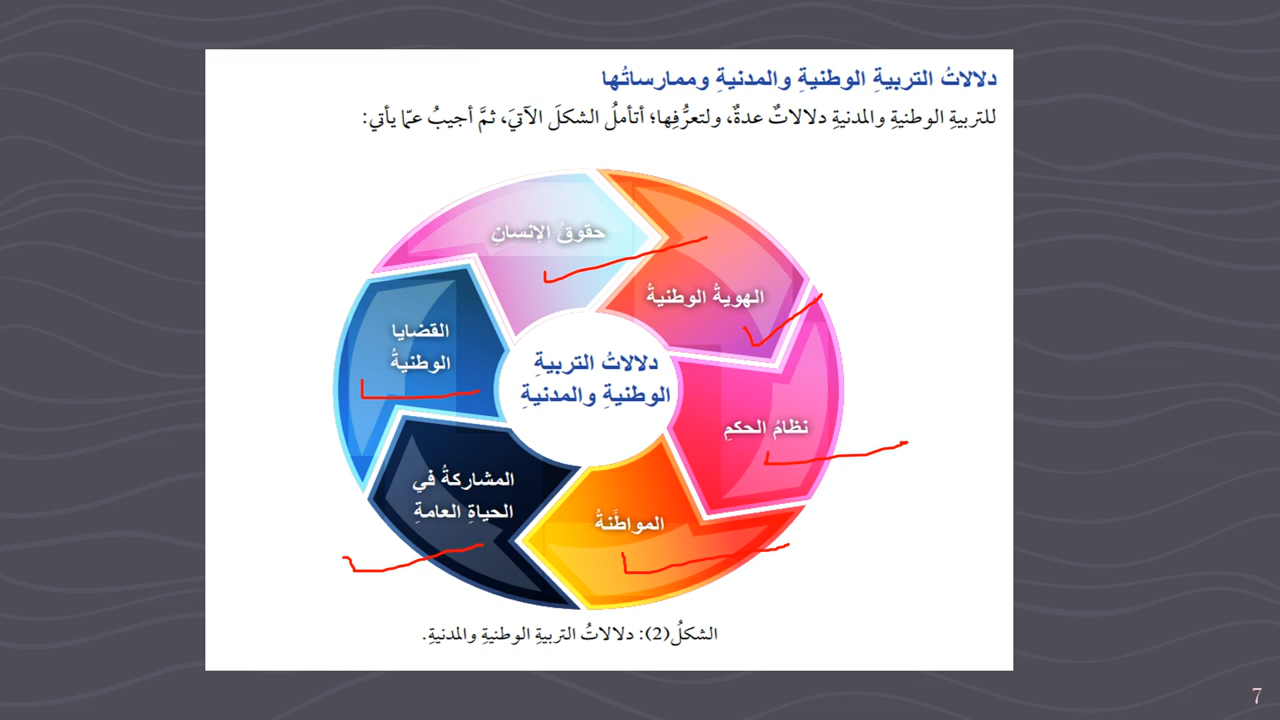 دلالاتُ التربيةِ الوطنيةِ والمدنيةِ وممارساتُها
للتربيةِ الوطنيةِ والمدنيةِ دلالاتٌ عدةٌ، ولتعرُّفِها؛ أتأملُ الشكلَ الآتيَ، ثمَّ أجيبُ عمّا يأتي:
حقوقُ الإنسانِ
الهويةُ الوطنيةُ
نظامُ الحكمِ
المواطَنةُ
المشاركةُ في
الحياةِ العامةِ
القضايا
الوطنيةُ
دلالاتُ التربيةِ
الوطنيةِ والمدنيةِ
الشكلُ(2): دلالاتُ التربيةِ الوطنيةِ والمدنيةِ.
7